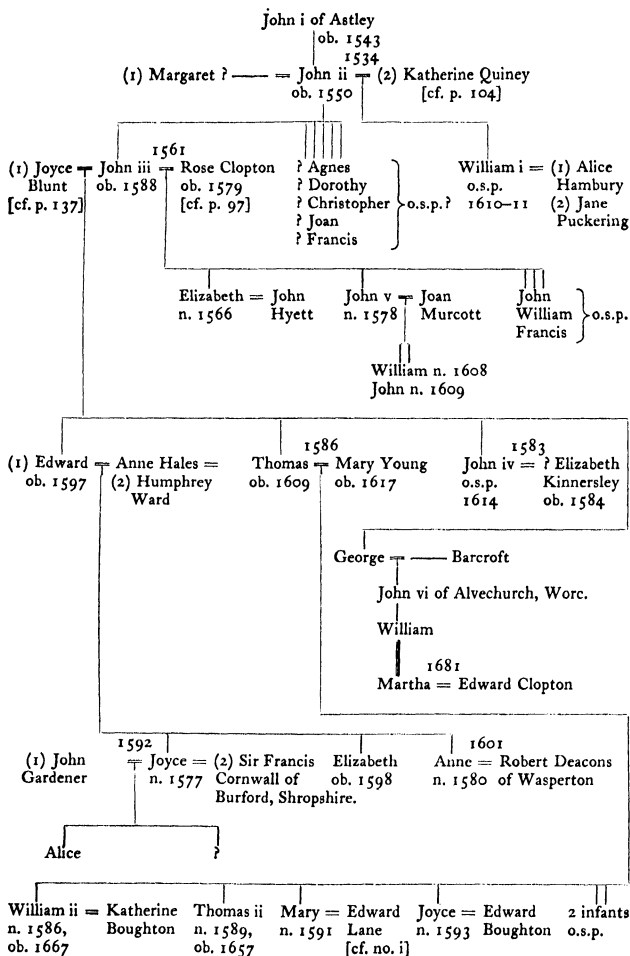 John i of Astley
ob. 1543
1534
(1) Margaret ? —— = John ii = (2) Katherine Quiney
ob. 1550 [cf. p. 104]
1561
(1) Joyce = John iii = Rose Clopton
Blunt ob. 1588 ob. 1579
[cf. p. 137] [cf. p. 97]
? Agnes
? Dorothy
? Christopher } o.s.p. ?
? Joan
? Francis
William i = (1) Alice
o.s.p. Hambury
1610–11 (2) Jane
Puckering
Elizabeth = John
n. 1566 Hyett
John v = Joan
n. 1578 Murcott
John
William } o.s.p.
Francis
William n. 1608
John n. 1609
(1) Edward = Anne Hales =
ob. 1597 (2) Humphrey
Ward
1586
Thomas = Mary Young
ob. 1609 ob. 1617
1583
John iv = ? Elizabeth
o.s.p. Kinnersley
1614 ob. 1584
George = —— Barcroft
John vi of Alvechurch, Worc.
William
1681
Martha = Edward Clopton
1592
(1) John = Joyce = (2) Sir Francis
Gardener n. 1577 Cornwall of
Burford, Shropshire.
Elizabeth
ob. 1598
1601
Anne = Robert Deacons
n. 1580 of Wasperton
Alice ?
William ii = Katherine
n. 1586, Boughton
ob. 1667
Thomas ii
n. 1589,
ob. 1657
Mary = Edward
n. 1591 Lane
[cf. no. i]
Joyce = Edward
n. 1593 Boughton
2 infants
o.s.p.